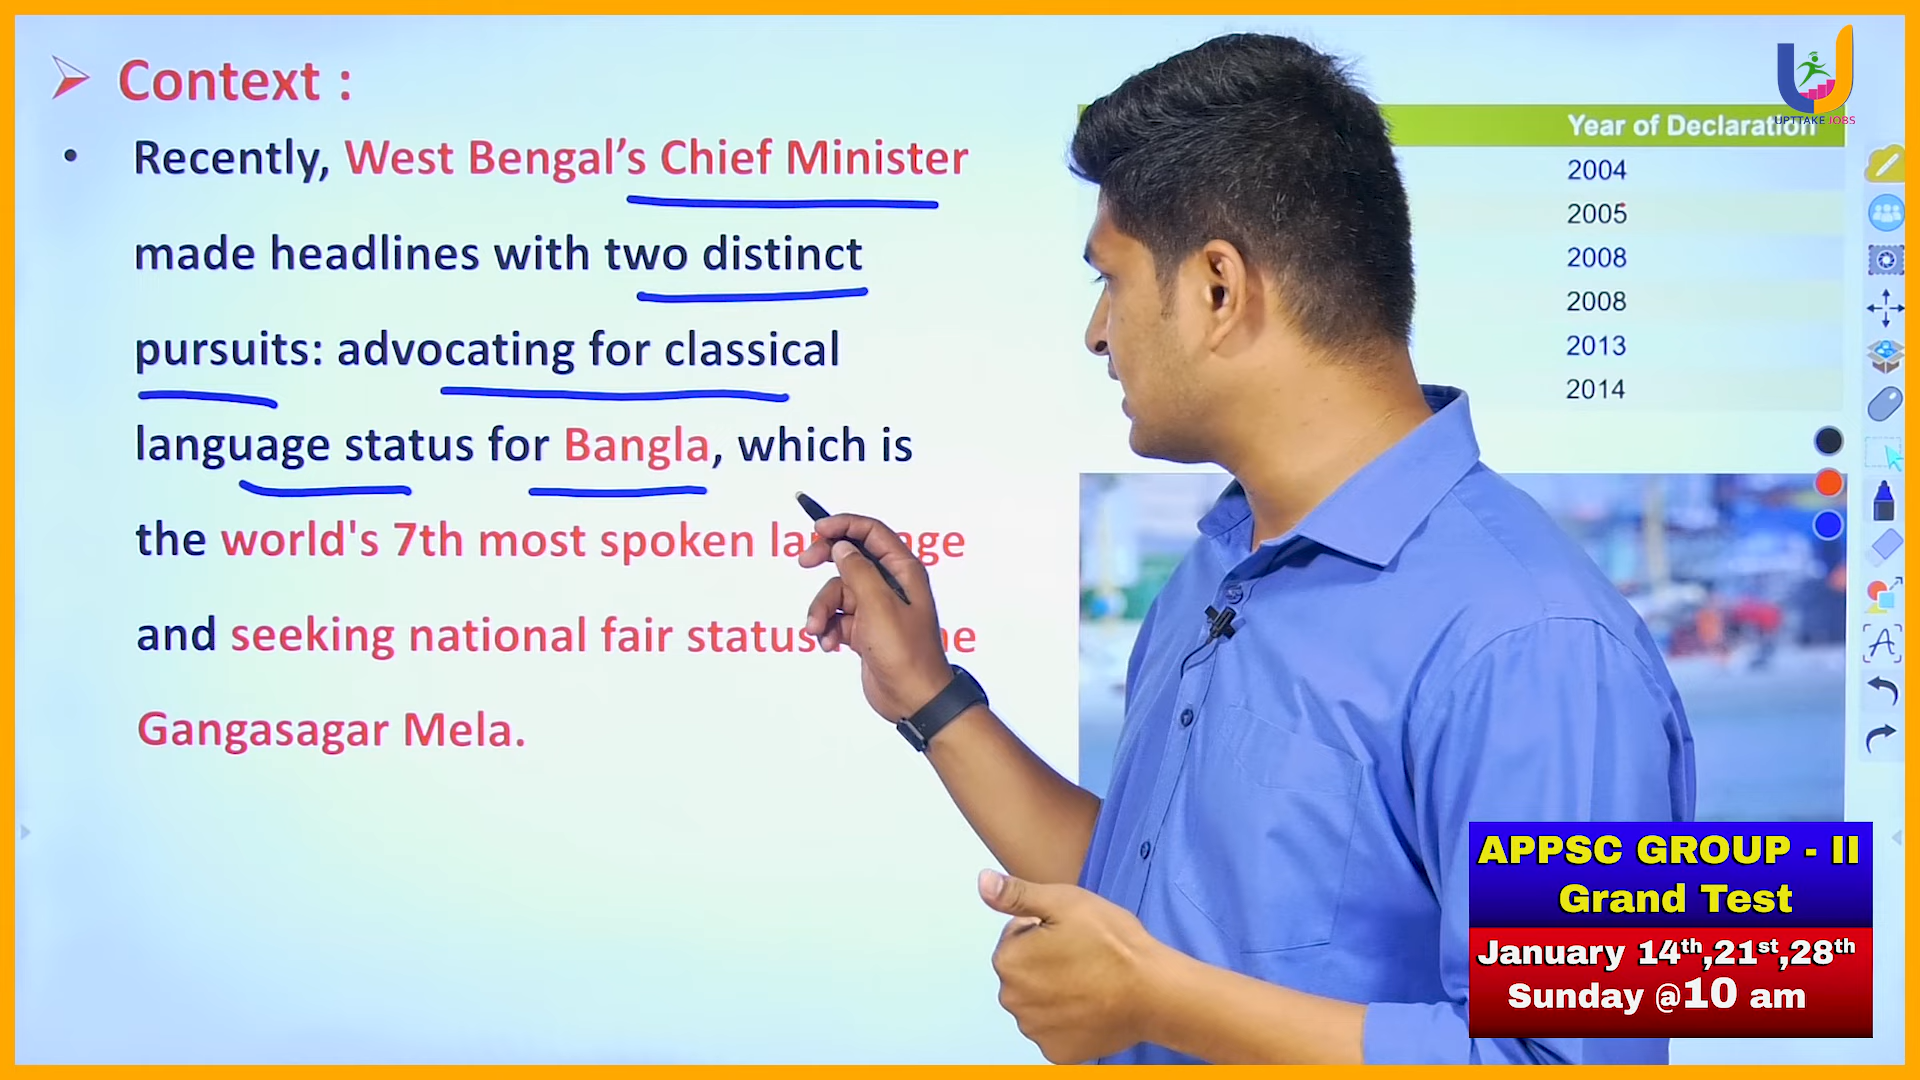 Context :
• Recently, West Bengal’s Chief Minister
made headlines with two distinct
pursuits: advocating for classical
language status for Bangla, which is
the world's 7th most spoken
and seeking national fair status
Gangasagar Mela.
Year of Declaration
2004
2005
2008
2008
2013
2014
UPTTAKE JOBS
APPSC GROUP - II
Grand Test
January 14th,21st,28th
Sunday @10 am